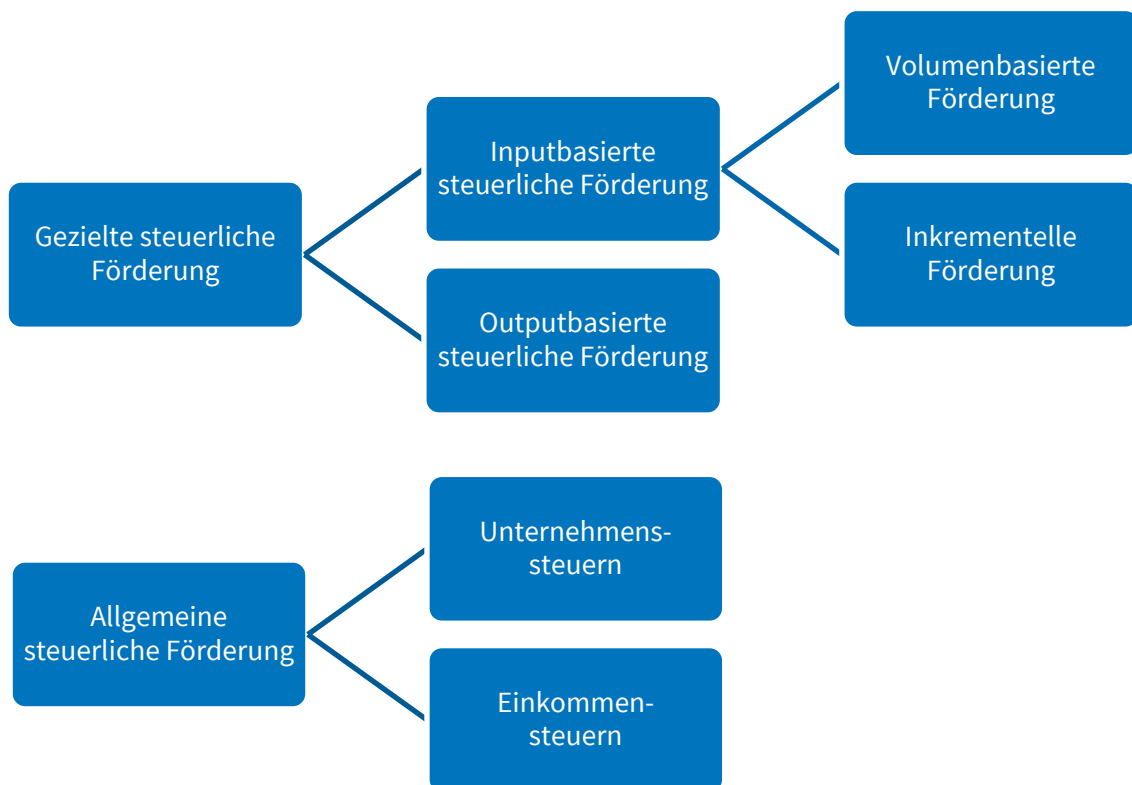 Gezielte steuerliche
Förderung
Inputbasierte
steuerliche Förderung
Volumenbasierte
Förderung
Inkrementelle
Förderung
Outputbasierte
steuerliche Förderung
Allgemeine
steuerliche Förderung
Unternehmens-
steuern
Einkommen-
steuern